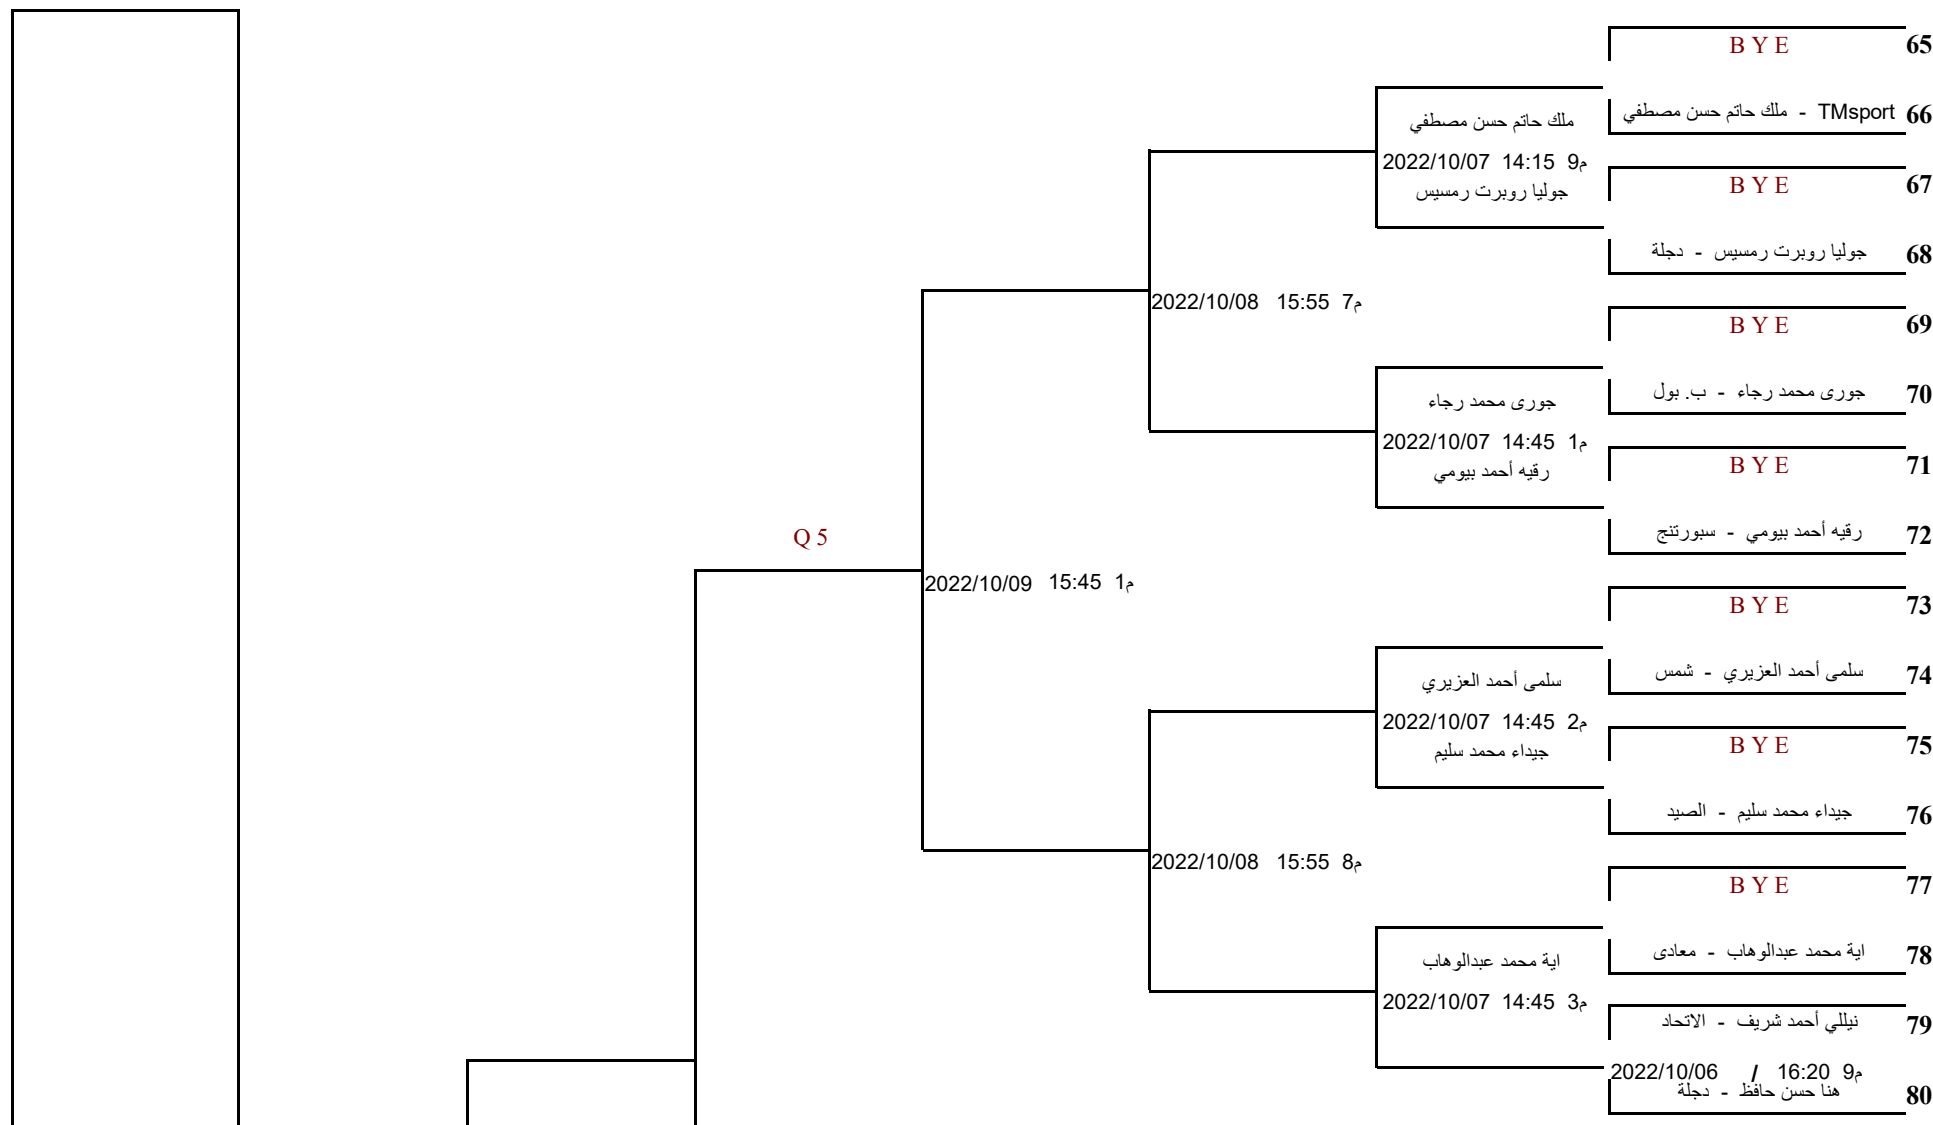 B Y E 65
66 ملك حاتم حسن مصطفي - TMsport
ملك حاتم حسن مصطفي
2022/10/07 14:15 م9
B Y E 67
جوليا روبرت رمسيس
68 جوليا روبرت رمسيس - دجلة
2022/10/08 15:55 م7
B Y E 69
70 جورى محمد رجاء - ب. بول
جورى محمد رجاء
2022/10/07 14:45 م1
B Y E 71
رقيه أحمد بيومي
72 رقيه أحمد بيومي - سبورتنج
Q 5
2022/10/09 15:45 م1
B Y E 73
74 سلمى أحمد العزيري - شمس
سلمى أحمد العزيري
2022/10/07 14:45 م2
B Y E 75
جيداء محمد سليم
76 جيداء محمد سليم - الصيد
2022/10/08 15:55 م8
B Y E 77
78 اية محمد عبدالوهاب - معادى
اية محمد عبدالوهاب
2022/10/07 14:45 م3
79 نيللي أحمد شريف - الاتحاد
2022/10/06 / 16:20 م9
80 هنا حسن حافظ - دجلة